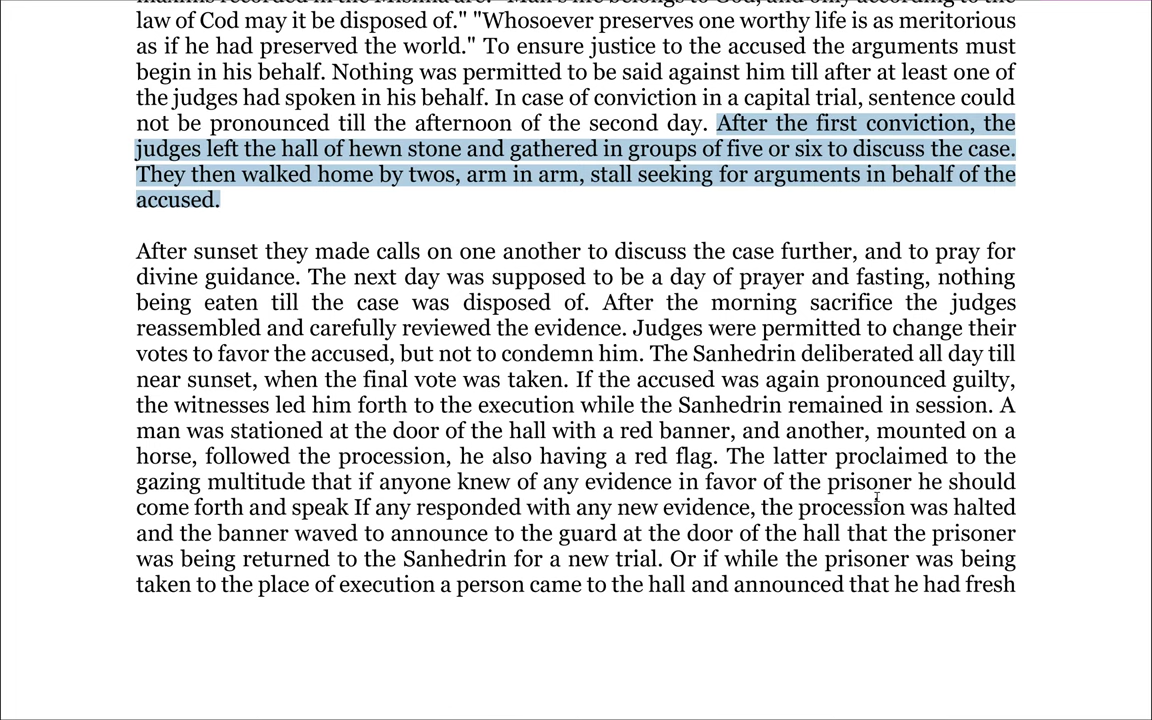 law of Cod may it be disposed of." "Whosoever preserves one worthy life is as meritorious
as if he had preserved the world." To ensure justice to the accused the arguments must
begin in his behalf. Nothing was permitted to be said against him till after at least one of
the judges had spoken in his behalf. In case of conviction in a capital trial, sentence could
not be pronounced till the afternoon of the second day. After the first conviction, the
judges left the hall of hewn stone and gathered in groups of five or six to discuss the case.
They then walked home by twos, arm in arm, stall seeking for arguments in behalf of the
accused.
After sunset they made calls on one another to discuss the case further, and to pray for
divine guidance. The next day was supposed to be a day of prayer and fasting, nothing
being eaten till the case was disposed of. After the morning sacrifice the judges
reassembled and carefully reviewed the evidence. Judges were permitted to change their
votes to favor the accused, but not to condemn him. The Sanhedrin deliberated all day till
near sunset, when the final vote was taken. If the accused was again pronounced guilty,
the witnesses led him forth to the execution while the Sanhedrin remained in session. A
man was stationed at the door of the hall with a red banner, and another, mounted on a
horse, followed the procession, he also having a red flag. The latter proclaimed to the
gazing multitude that if anyone knew of any evidence in favor of the prisoner he should
come forth and speak If any responded with any new evidence, the procession was halted
and the banner waved to announce to the guard at the door of the hall that the prisoner
was being returned to the Sanhedrin for a new trial. Or if while the prisoner was being
taken to the place of execution a person came to the hall and announced that he had fresh